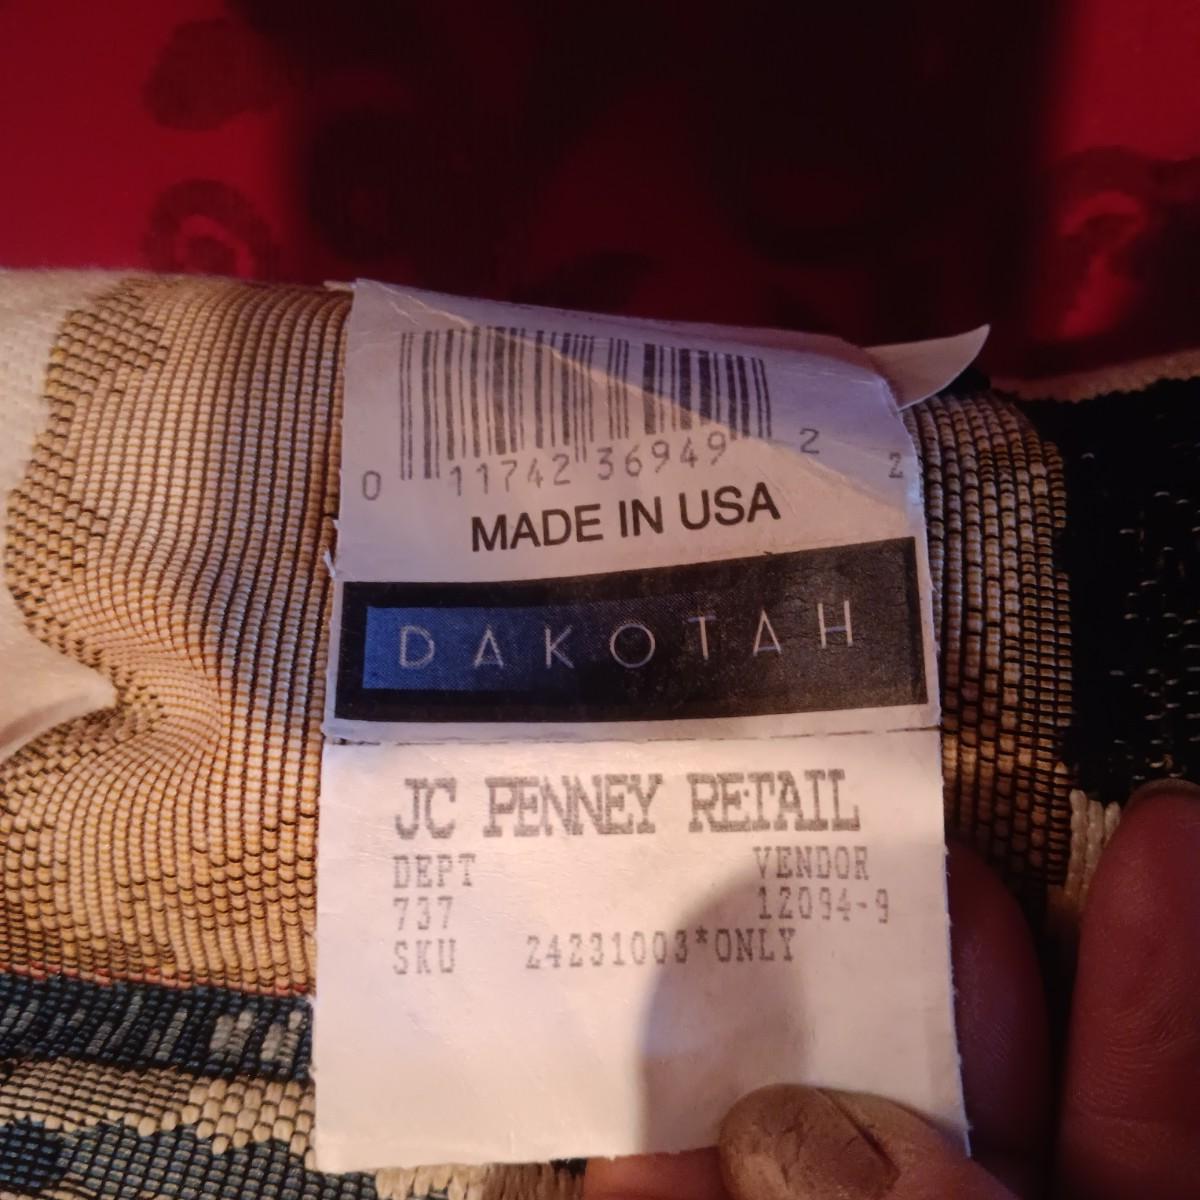 0 11742 36949 2 2
MADE IN USA
DAKOTAH
JC PENNEY RETAIL
DEPT VENDOR
737 12094-9
SKU 24231003*ONLY